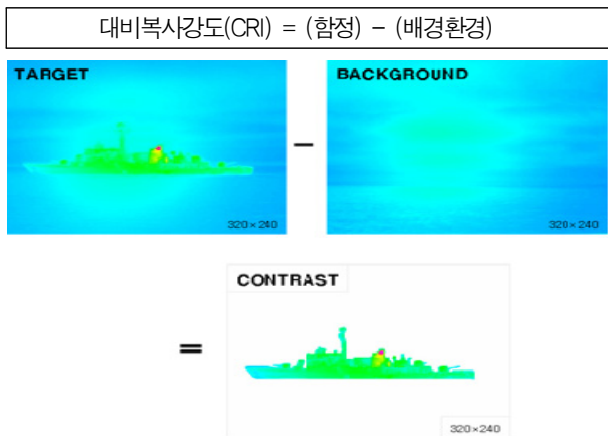 대비복사강도(CRI) = (함정) - (배경환경)
TARGET
320×240
−
BACKGROUND
320×240
=
CONTRAST
320×240